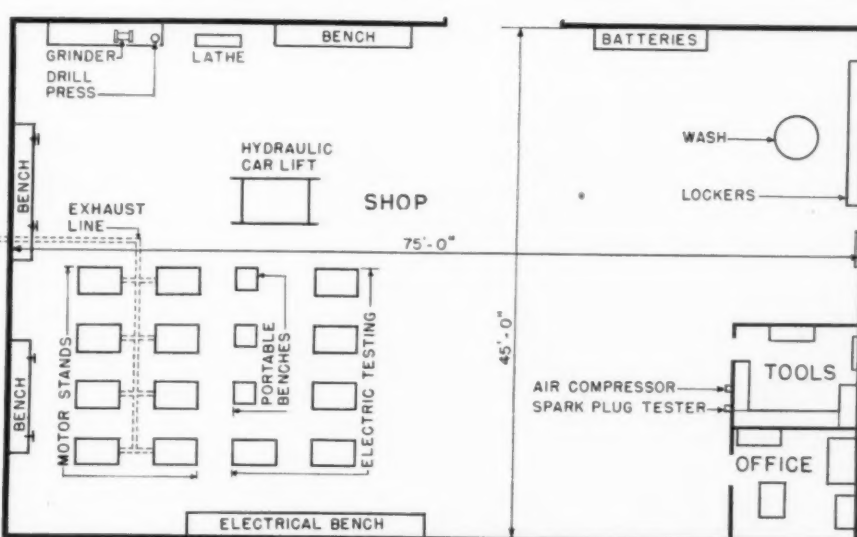 BENCH
BATTERIES
GRINDER
LATHE
DRILL
PRESS
WASH
HYDRAULIC
CAR LIFT
BENCH
SHOP
LOCKERS
EXHAUST
LINE
75'-0"
45'-0"
MOTOR STANDS
PORTABLE
BENCHES
ELECTRIC TESTING
BENCH
TOOLS
AIR COMPRESSOR
SPARK PLUG TESTER
OFFICE
ELECTRICAL BENCH